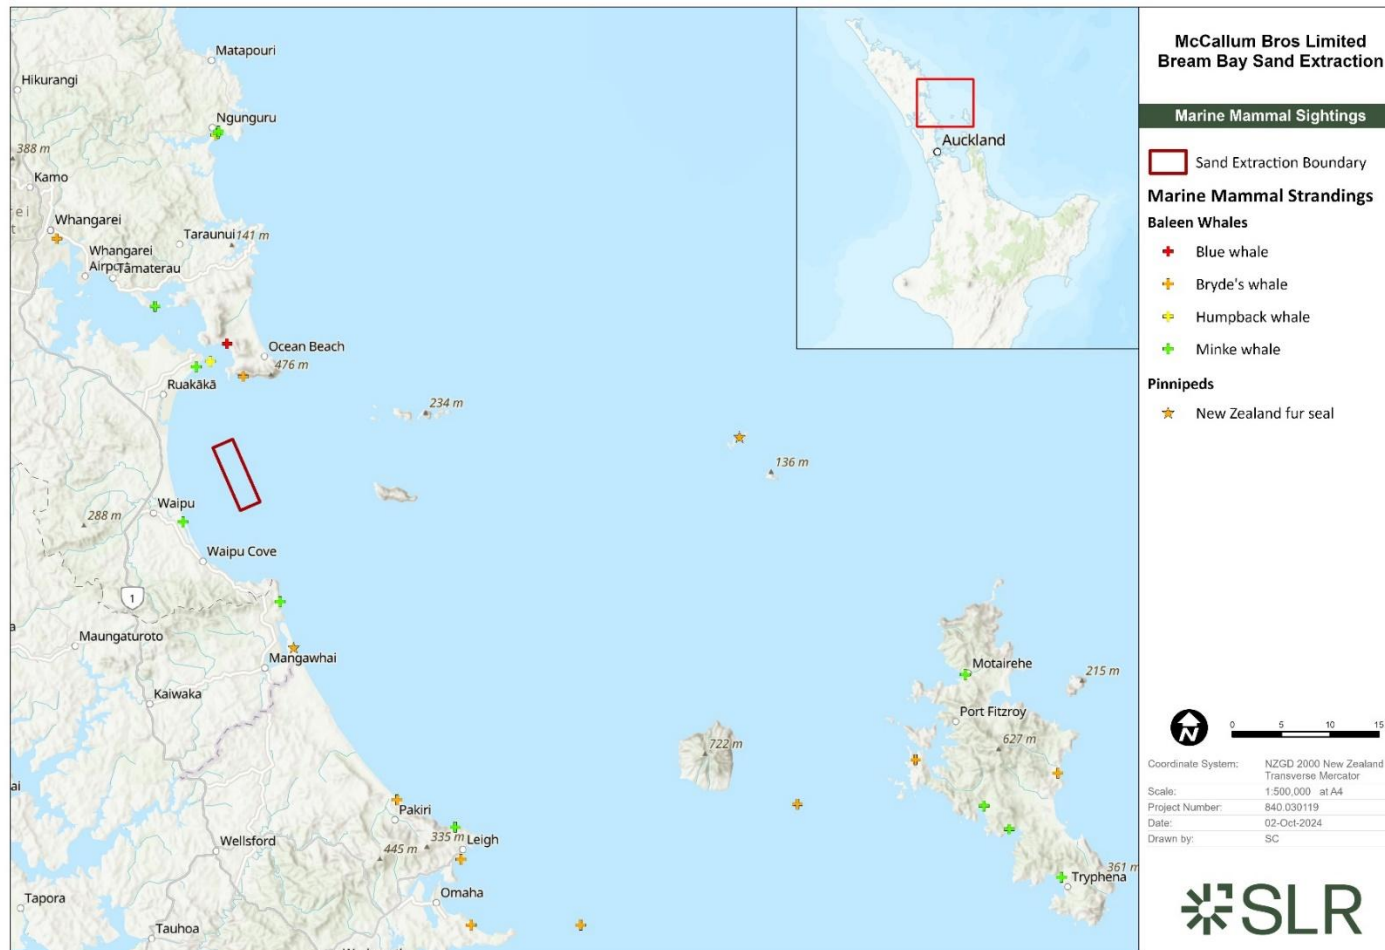 Matapouri
Hikurangi
Ngunguru
388 m
Kamo
Whangarei
Taraunui
141 m
Whangarei
Tāmaterau
Ocean Beach
476 m
Ruakākā
234 m
136 m
Waipu
288 m
Waipu Cove
1
Maungaturoto
Mangawhai
Kaiwaka
Motairehe
215 m
Port Fitzroy
722 m
627 m
Pakiri
335 m
Leigh
445 m
Wellsford
361 m
Omaha
Tryphena
Tapora
Tauhoa
Auckland
McCallum Bros Limited
Bream Bay Sand Extraction
Marine Mammal Sightings
Sand Extraction Boundary
Marine Mammal Strandings
Baleen Whales
Blue whale
Bryde's whale
Humpback whale
Minke whale
Pinnipeds
New Zealand fur seal
N
0 5 10 15
Coordinate System: NZGD 2000 New Zealand
Transverse Mercator
Scale: 1:500,000 at A4
Project Number: 840.030119
Date: 02-Oct-2024
Drawn by: SC
SLR